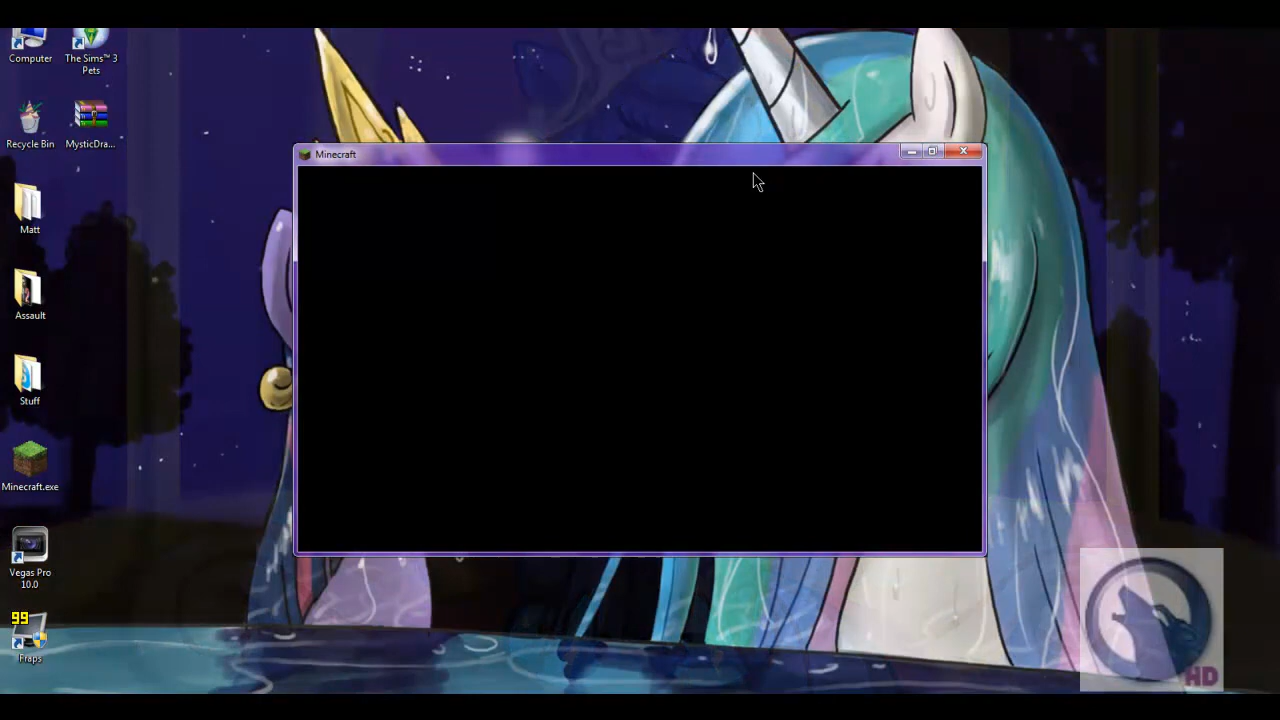 Computer
The Sims™ 3
Pets
Recycle Bin
MysticDra...
Minecraft
Matt
Assault
Stuff
Minecraft.exe
Vegas Pro
10.0
99
Fraps
HD